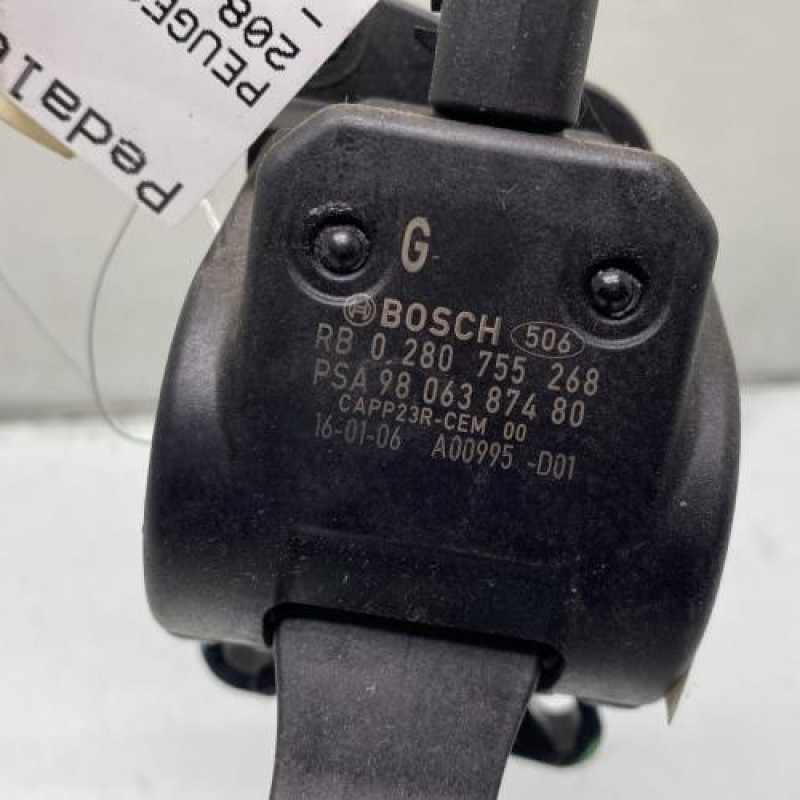 PEUGEO
208
-
Pedal
G
BOSCH 506
RB 0 280 755 268
PSA 98 063 874 80
CAPP23R-CEM 00
16-01-06 A00995 -D01